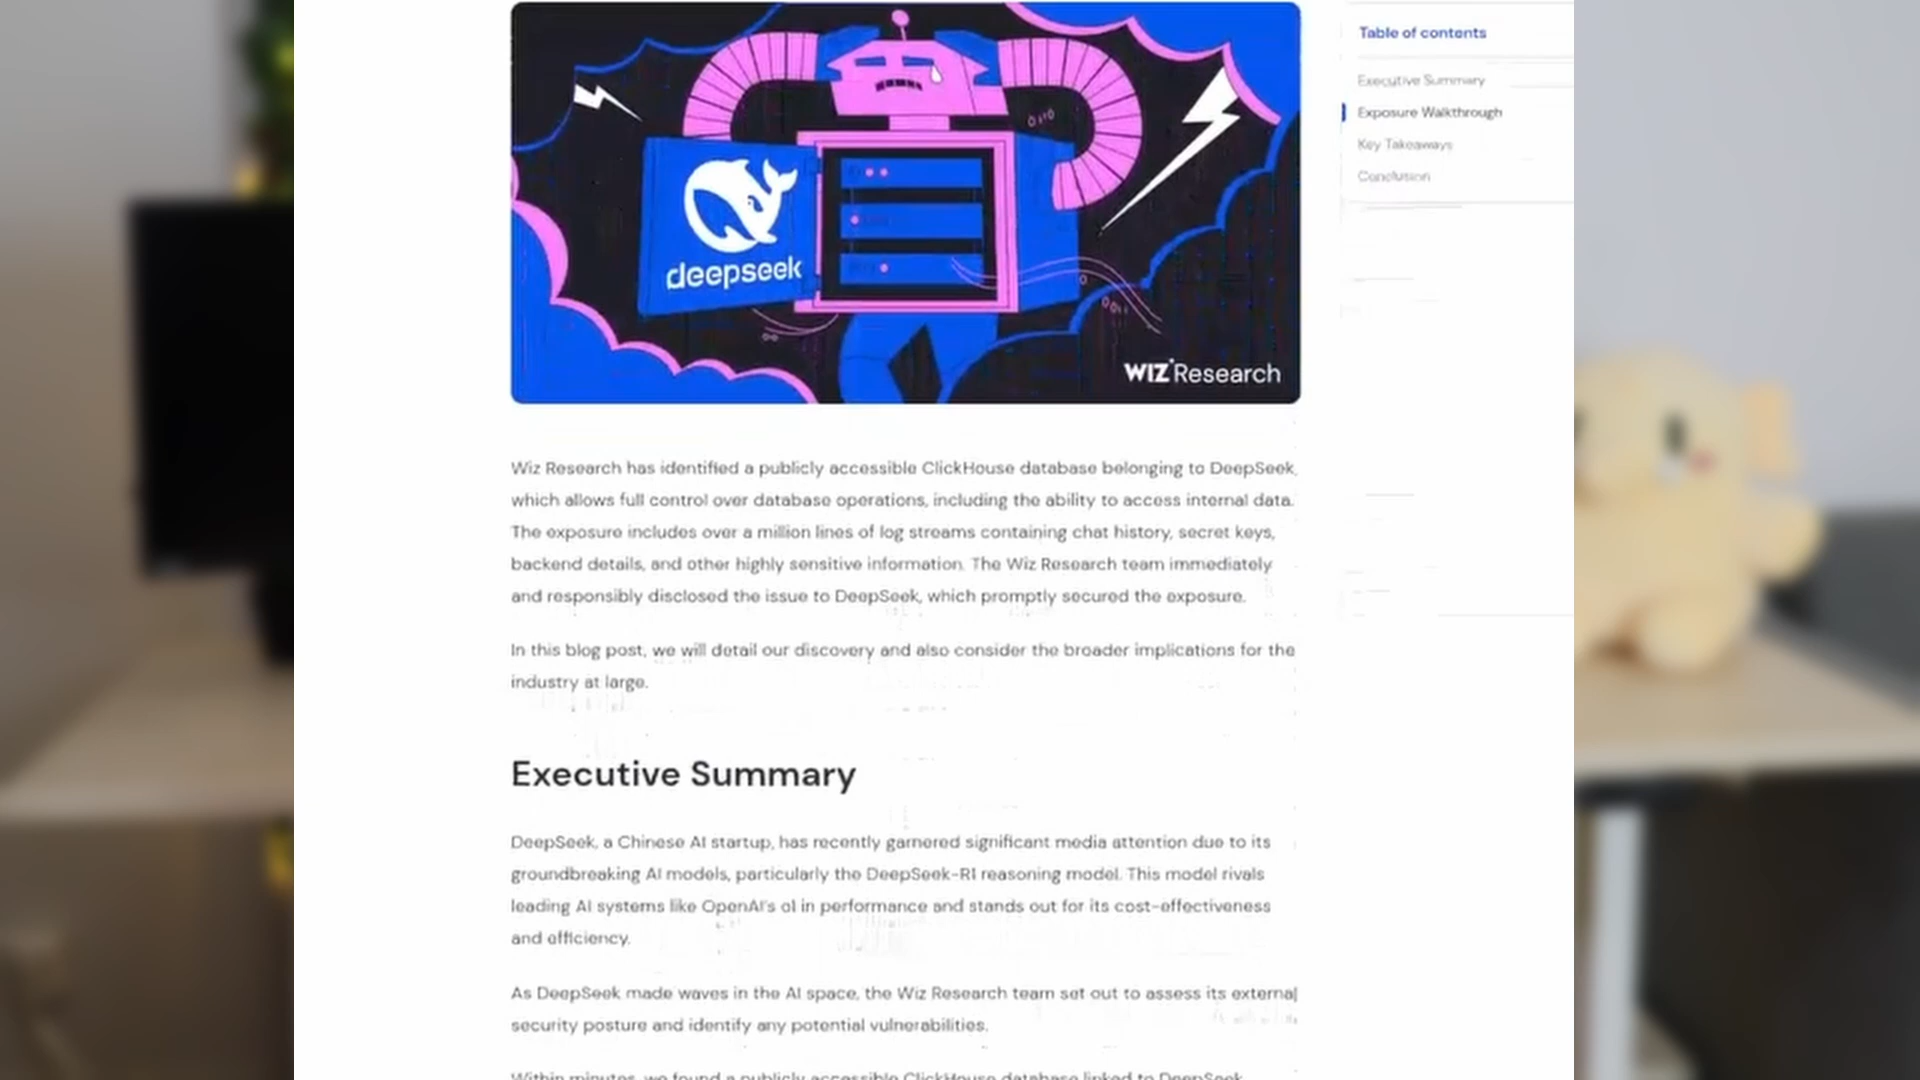 deepseek
WIZ Research
Table of contents
Executive Summary
Exposure Walkthrough
Key Takeaways
Conclusion
Wiz Research has identified a publicly accessible ClickHouse database belonging to DeepSeek,
which allows full control over database operations, including the ability to access internal data.
The exposure includes over a million lines of log streams containing chat history, secret keys,
backend details, and other highly sensitive information. The Wiz Research team immediately
and responsibly disclosed the issue to DeepSeek, which promptly secured the exposure.
In this blog post, we will detail our discovery and also consider the broader implications for the
industry at large.
Executive Summary
DeepSeek, a Chinese AI startup, has recently garnered significant media attention due to its
groundbreaking AI models, particularly the DeepSeek-R1 reasoning model. This model rivals
leading AI systems like OpenAI's o1 in performance and stands out for its cost-effectiveness
and efficiency.
As DeepSeek made waves in the AI space, the Wiz Research team set out to assess its external
security posture and identify any potential vulnerabilities.
Within minutes, we found a publicly accessible ClickHouse database linked to DeepSeek,